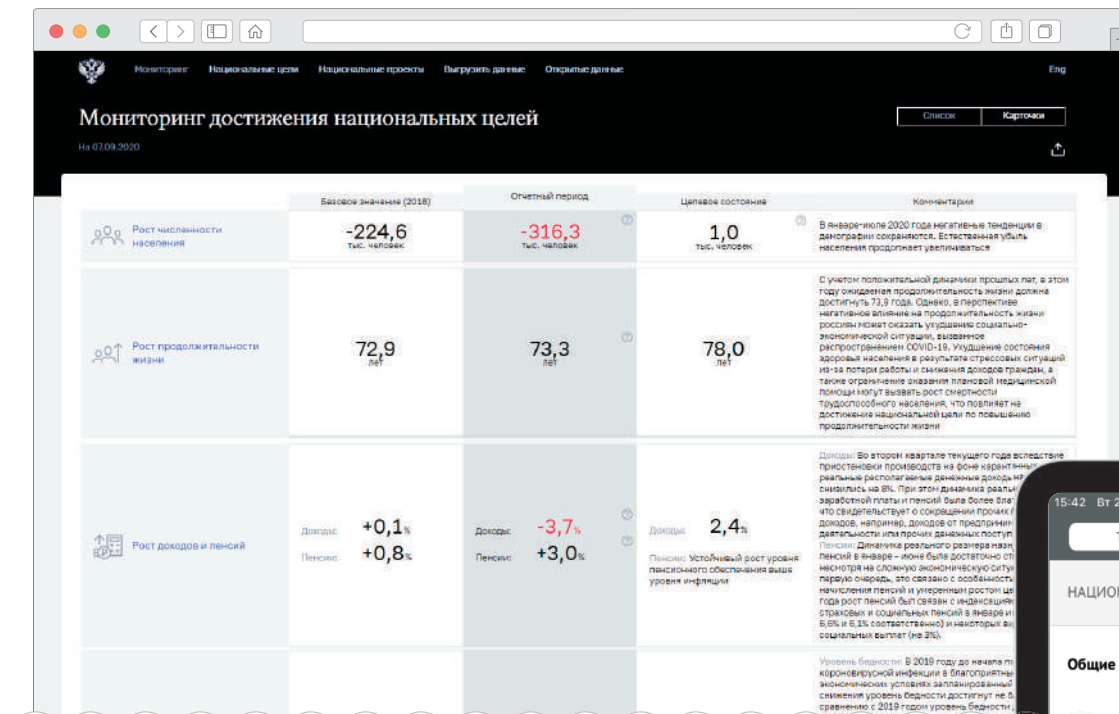 Мониторинг Национальные цели Национальные проекты Выгрузить данные Открытые данные Eng
Мониторинг достижения национальных целей
Список Карточки
На 07.09.2020
Базовое значение (2018) Отчетный период Целевое состояние Комментарии
Рост численности
населения
-224,6
тыс. человек
-316,3
тыс. человек
1,0
тыс. человек
В январе-июле 2020 года негативные тенденции в
демографии сохраняются. Естественная убыль
населения продолжает увеличиваться
Рост продолжительности
жизни
72,9
лет
73,3
лет
78,0
лет
С учетом положительной динамики прошлых лет, в этом
году ожидаемая продолжительность жизни должна
достигнуть 73,9 года. Однако, в перспективе
негативное влияние на продолжительность жизни
россиян может оказать ухудшение социально-
экономической ситуации, вызванное
распространением COVID-19. Ухудшение состояния
здоровья населения в результате стрессовых ситуаций
из-за потери работы и снижения доходов граждан, а
также ограничение оказания плановой медицинской
помощи могут вызвать рост смертности
трудоспособного населения, что повлияет на
достижение национальной цели по повышению
продолжительности жизни
Рост доходов и пенсий
Доходы: +0,1%
Пенсии: +0,8%
Доходы: -3,7%
Пенсии: +3,0%
Доходы: 2,4%
Пенсии: Устойчивый рост уровня
пенсионного обеспечения выше
уровня инфляции
Доходы: Во втором квартале текущего года вследствие
приостановки производств на фоне карантинных
реальные располагаемые денежные доходы на
снизились на 8%. При этом динамика реаль
заработной платы и пенсий была более бла
что свидетельствует о сокращении прочих
доходов, например, доходов от предприним
деятельности или прочих денежных поступ
Пенсии: Динамика реального размера назн
пенсий в январе – июне была достаточно ст
несмотря на сложную экономическую ситу
первую очередь, это связано с особенность
начисления пенсий и умеренным ростом це
года рост пенсий был связан с индексация
страховых и социальных пенсий в январе и
6,6% и 6,1% соответственно) и некоторых ви
социальных выплат (на 3%).
Уровень бедности: В 2019 году до начала п
короновирусной инфекции в благоприятны
экономических условиях запланированный
снижения уровень бедности достигнут не б
сравнению с 2019 годом уровень бедности
15:42 Вт 2
НАЦИО
Общие